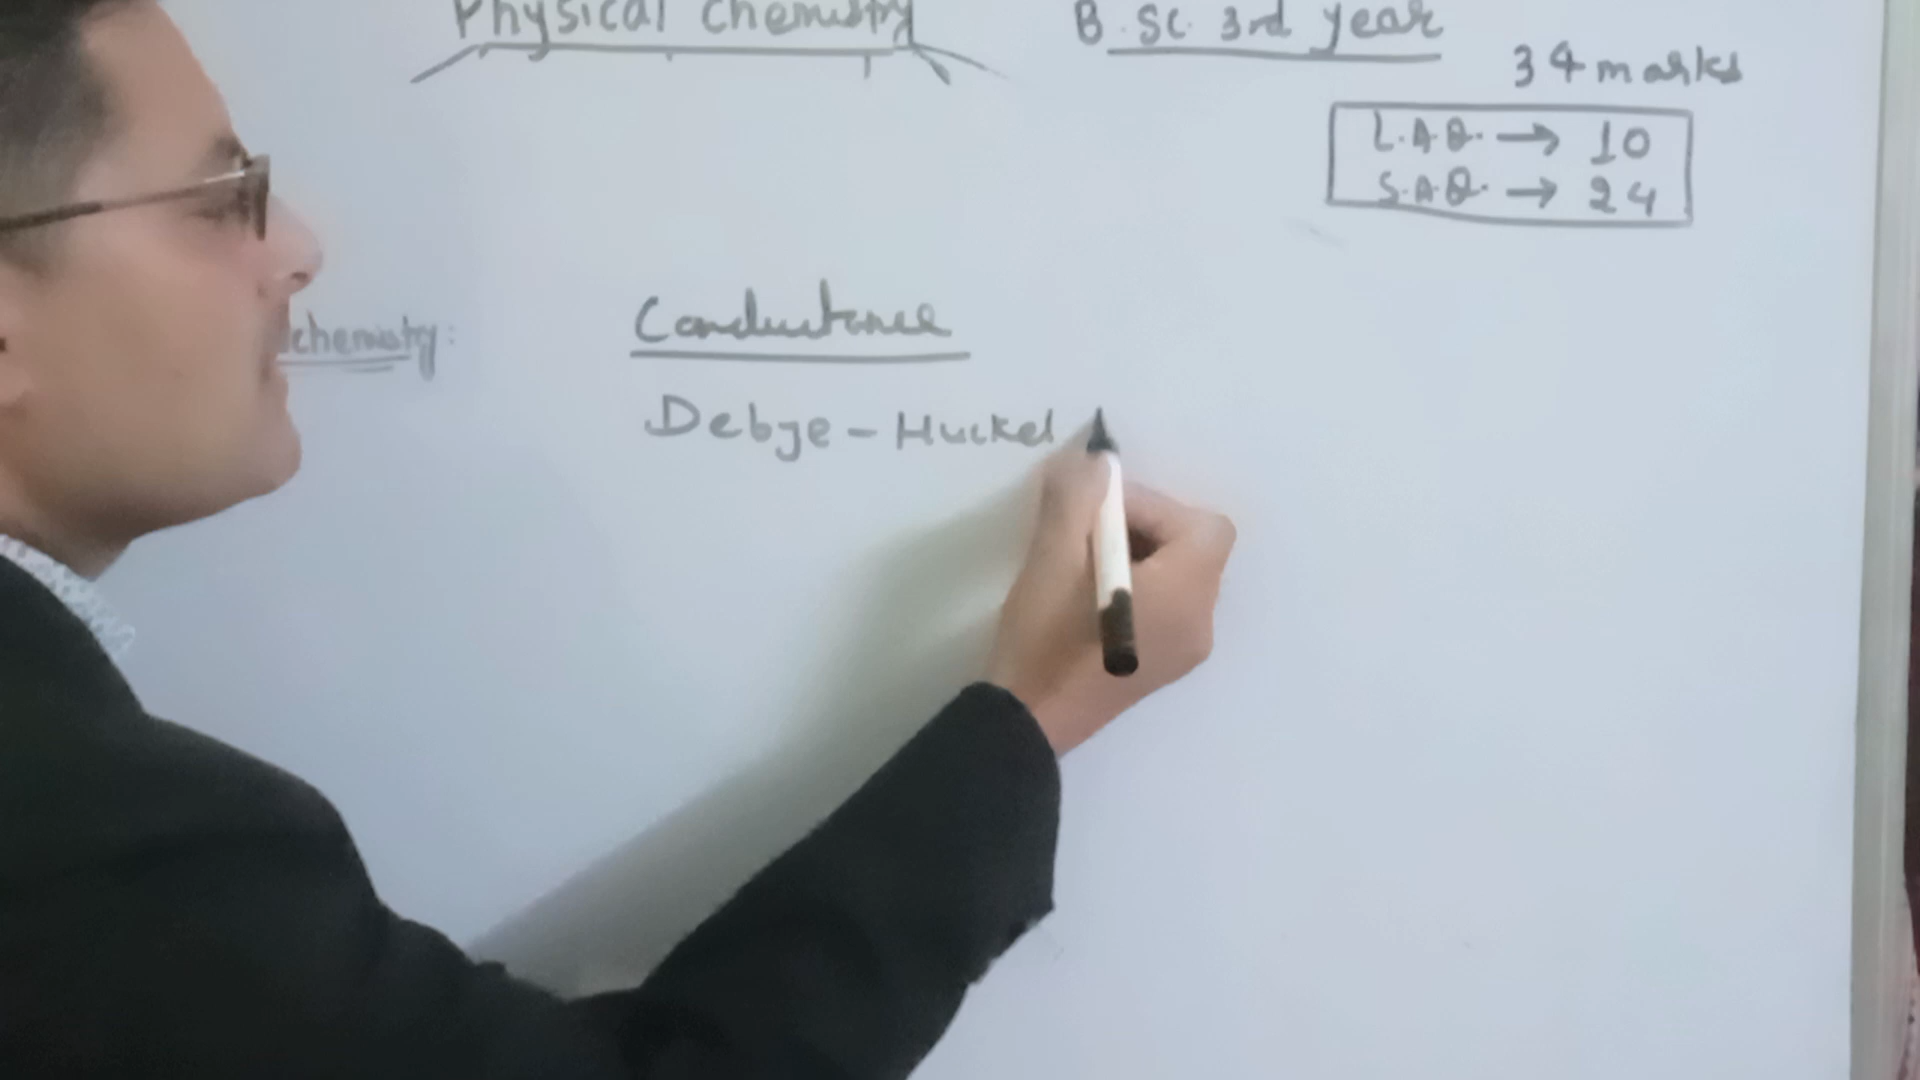 Physical Chemistry
B.Sc. 3rd year
34 marks
L.A.Q. → 10
S.A.Q. → 24
chemistry:
Conductance
Debye - Huckel